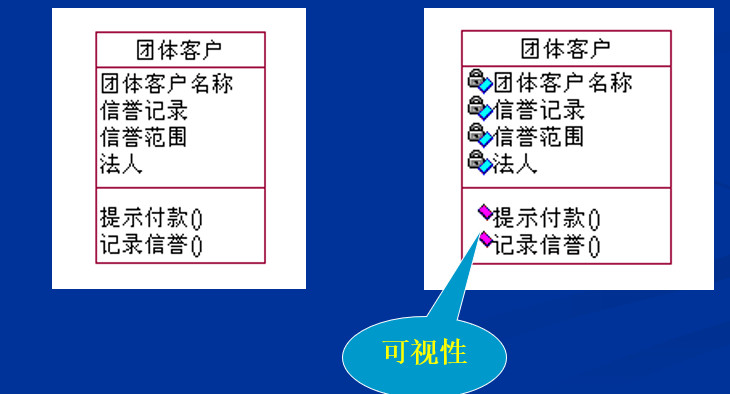 团体客户
团体客户名称
信誉记录
信誉范围
法人
提示付款()
记录信誉()
团体客户
团体客户名称
信誉记录
信誉范围
法人
提示付款()
记录信誉()
可视性